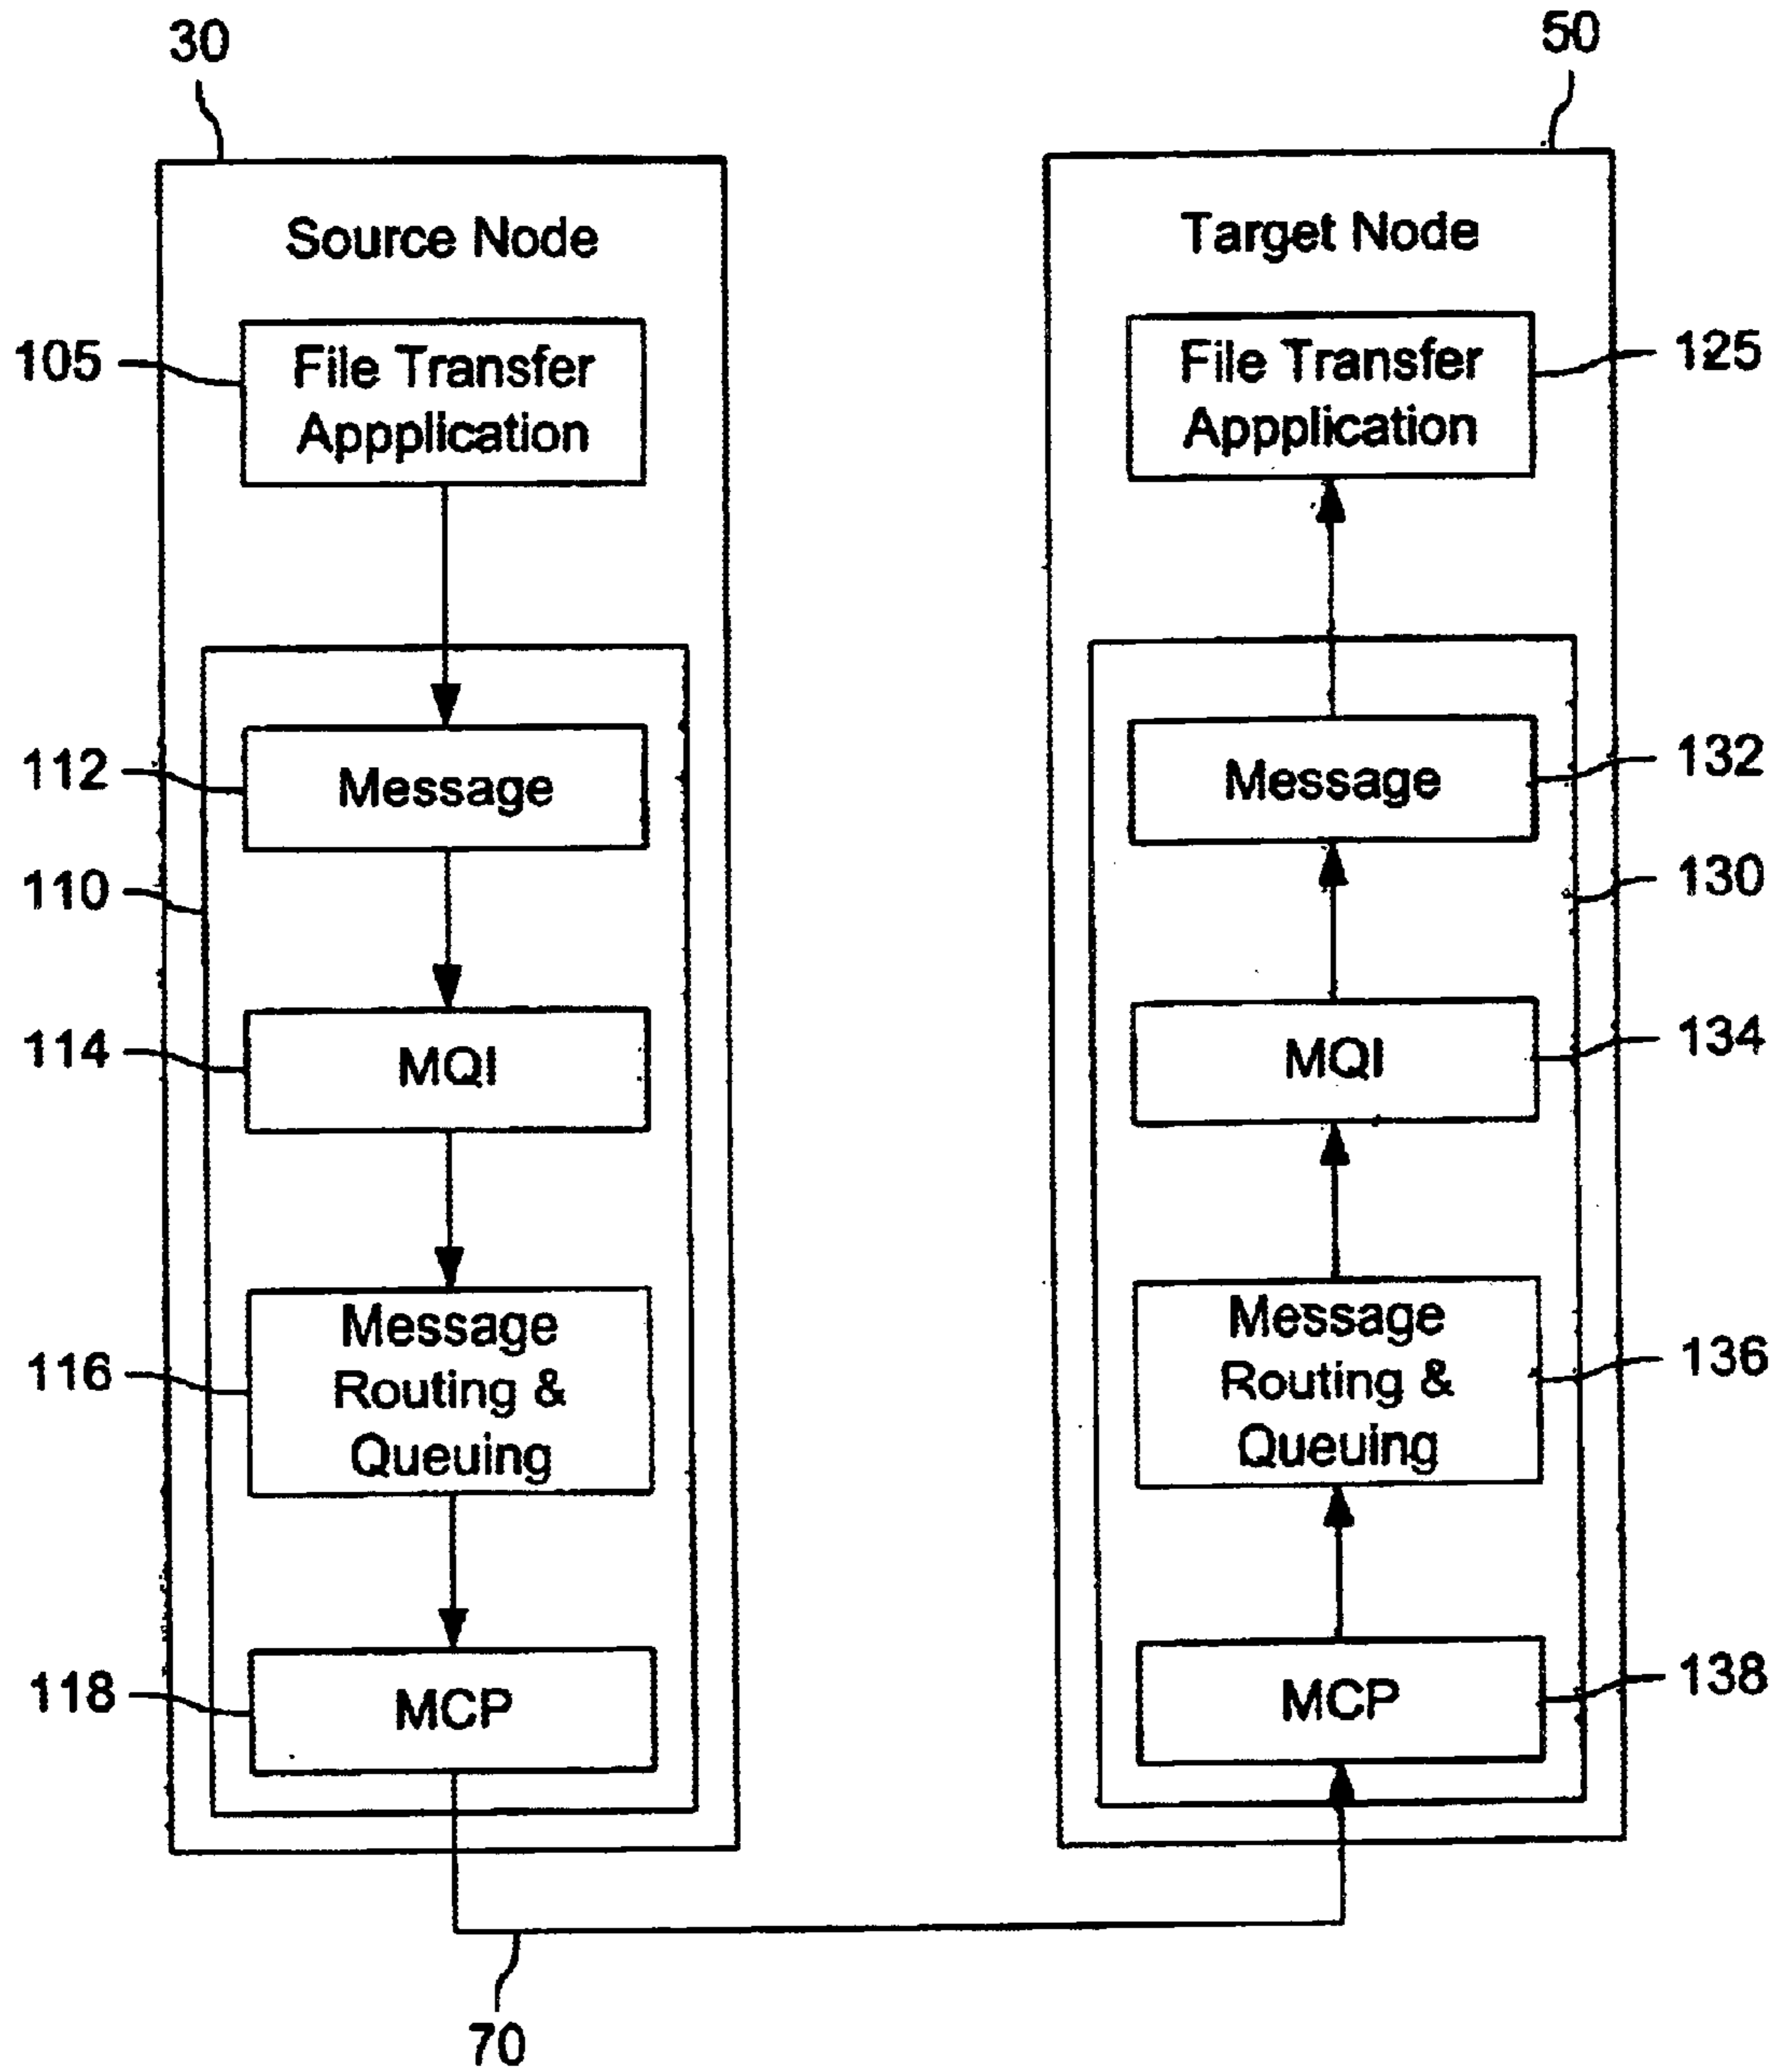 30
50
Source Node
Target Node
105
File Transfer
Appplication
File Transfer
Appplication
125
112
Message
Message
132
110
130
114
MQI
MQI
134
116
Message
Routing &
Queuing
Message
Routing &
Queuing
136
118
MCP
MCP
138
70